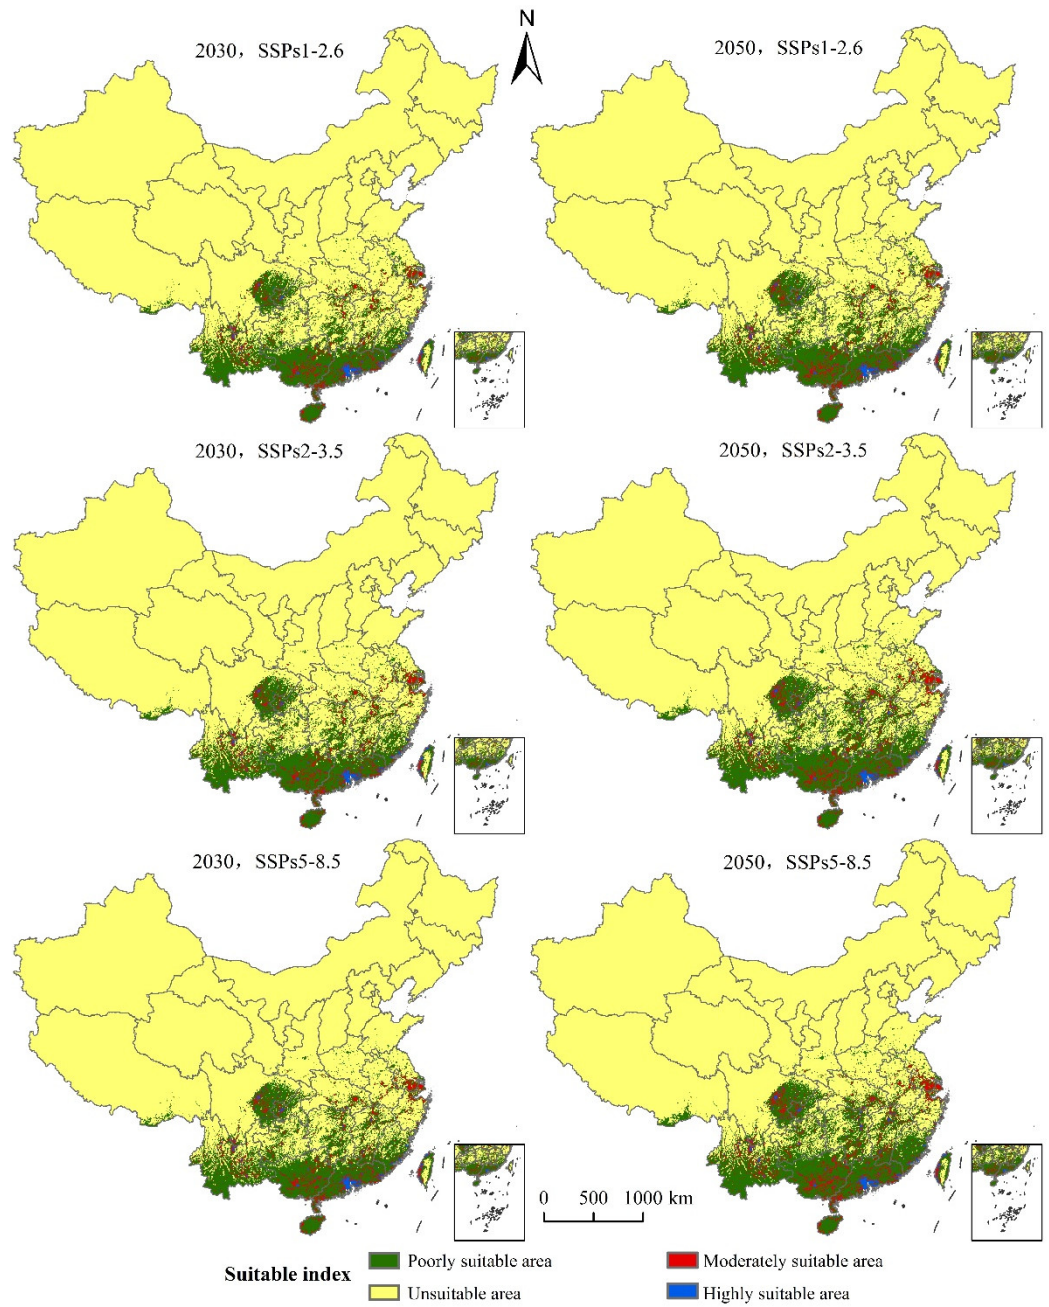 N
2030，SSPs1-2.6
2050，SSPs1-2.6
2030，SSPs2-3.5
2050，SSPs2-3.5
2030，SSPs5-8.5
2050，SSPs5-8.5
0 500 1000 km
Suitable index
Poorly suitable area
Moderately suitable area
Unsuitable area
Highly suitable area